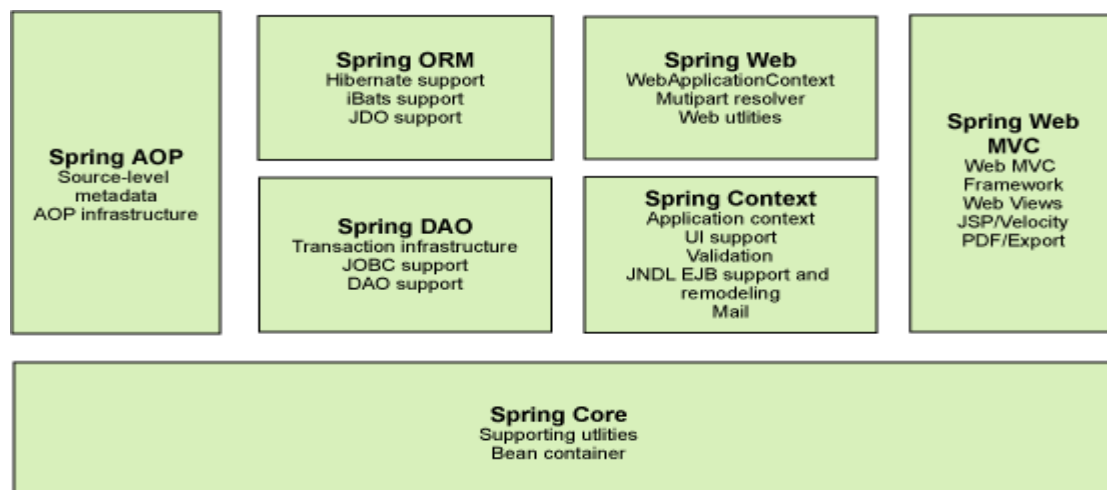 Spring AOP
Source-level
metadata
AOP infrastructure
Spring ORM
Hibernate support
iBats support
JDO support
Spring DAO
Transaction infrastructure
JOBC support
DAO support
Spring Web
WebApplicationContext
Mutipart resolver
Web utlities
Spring Context
Application context
UI support
Validation
JNDL EJB support and
remodeling
Mail
Spring Web
MVC
Web MVC
Framework
Web Views
JSP/Velocity
PDF/Export
Spring Core
Supporting utlities
Bean container